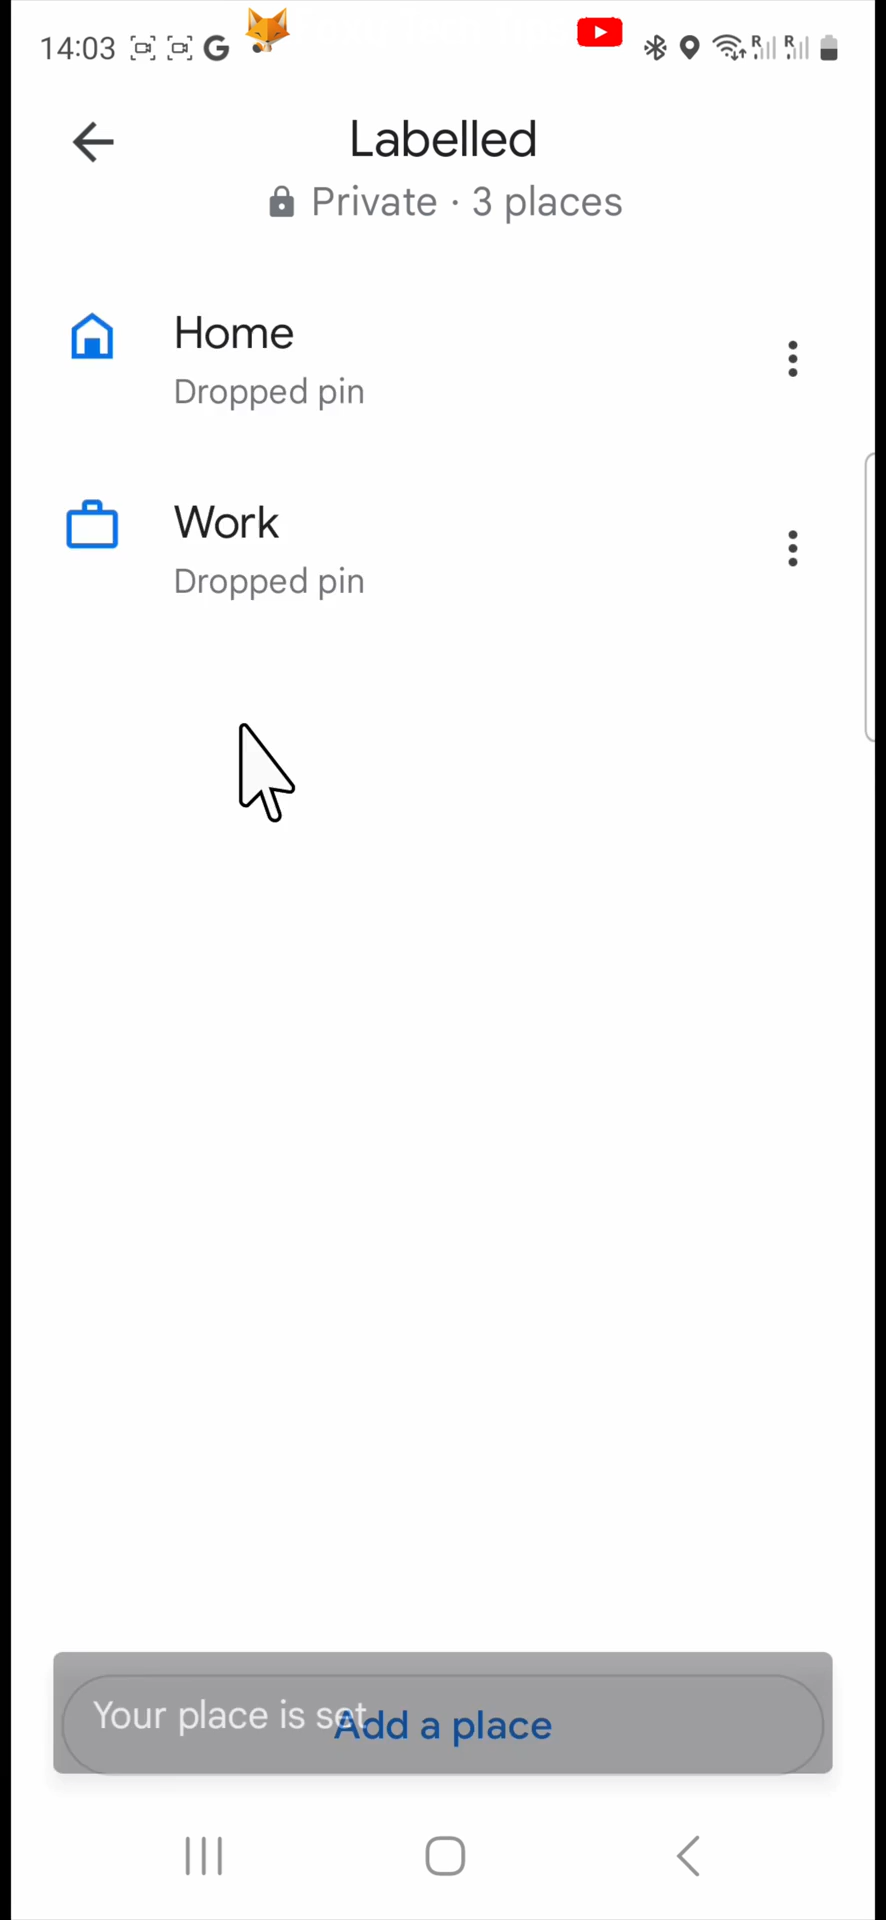 14:03
Labelled
Private · 3 places
Home
Dropped pin
Work
Dropped pin
Your place is set
Add a place